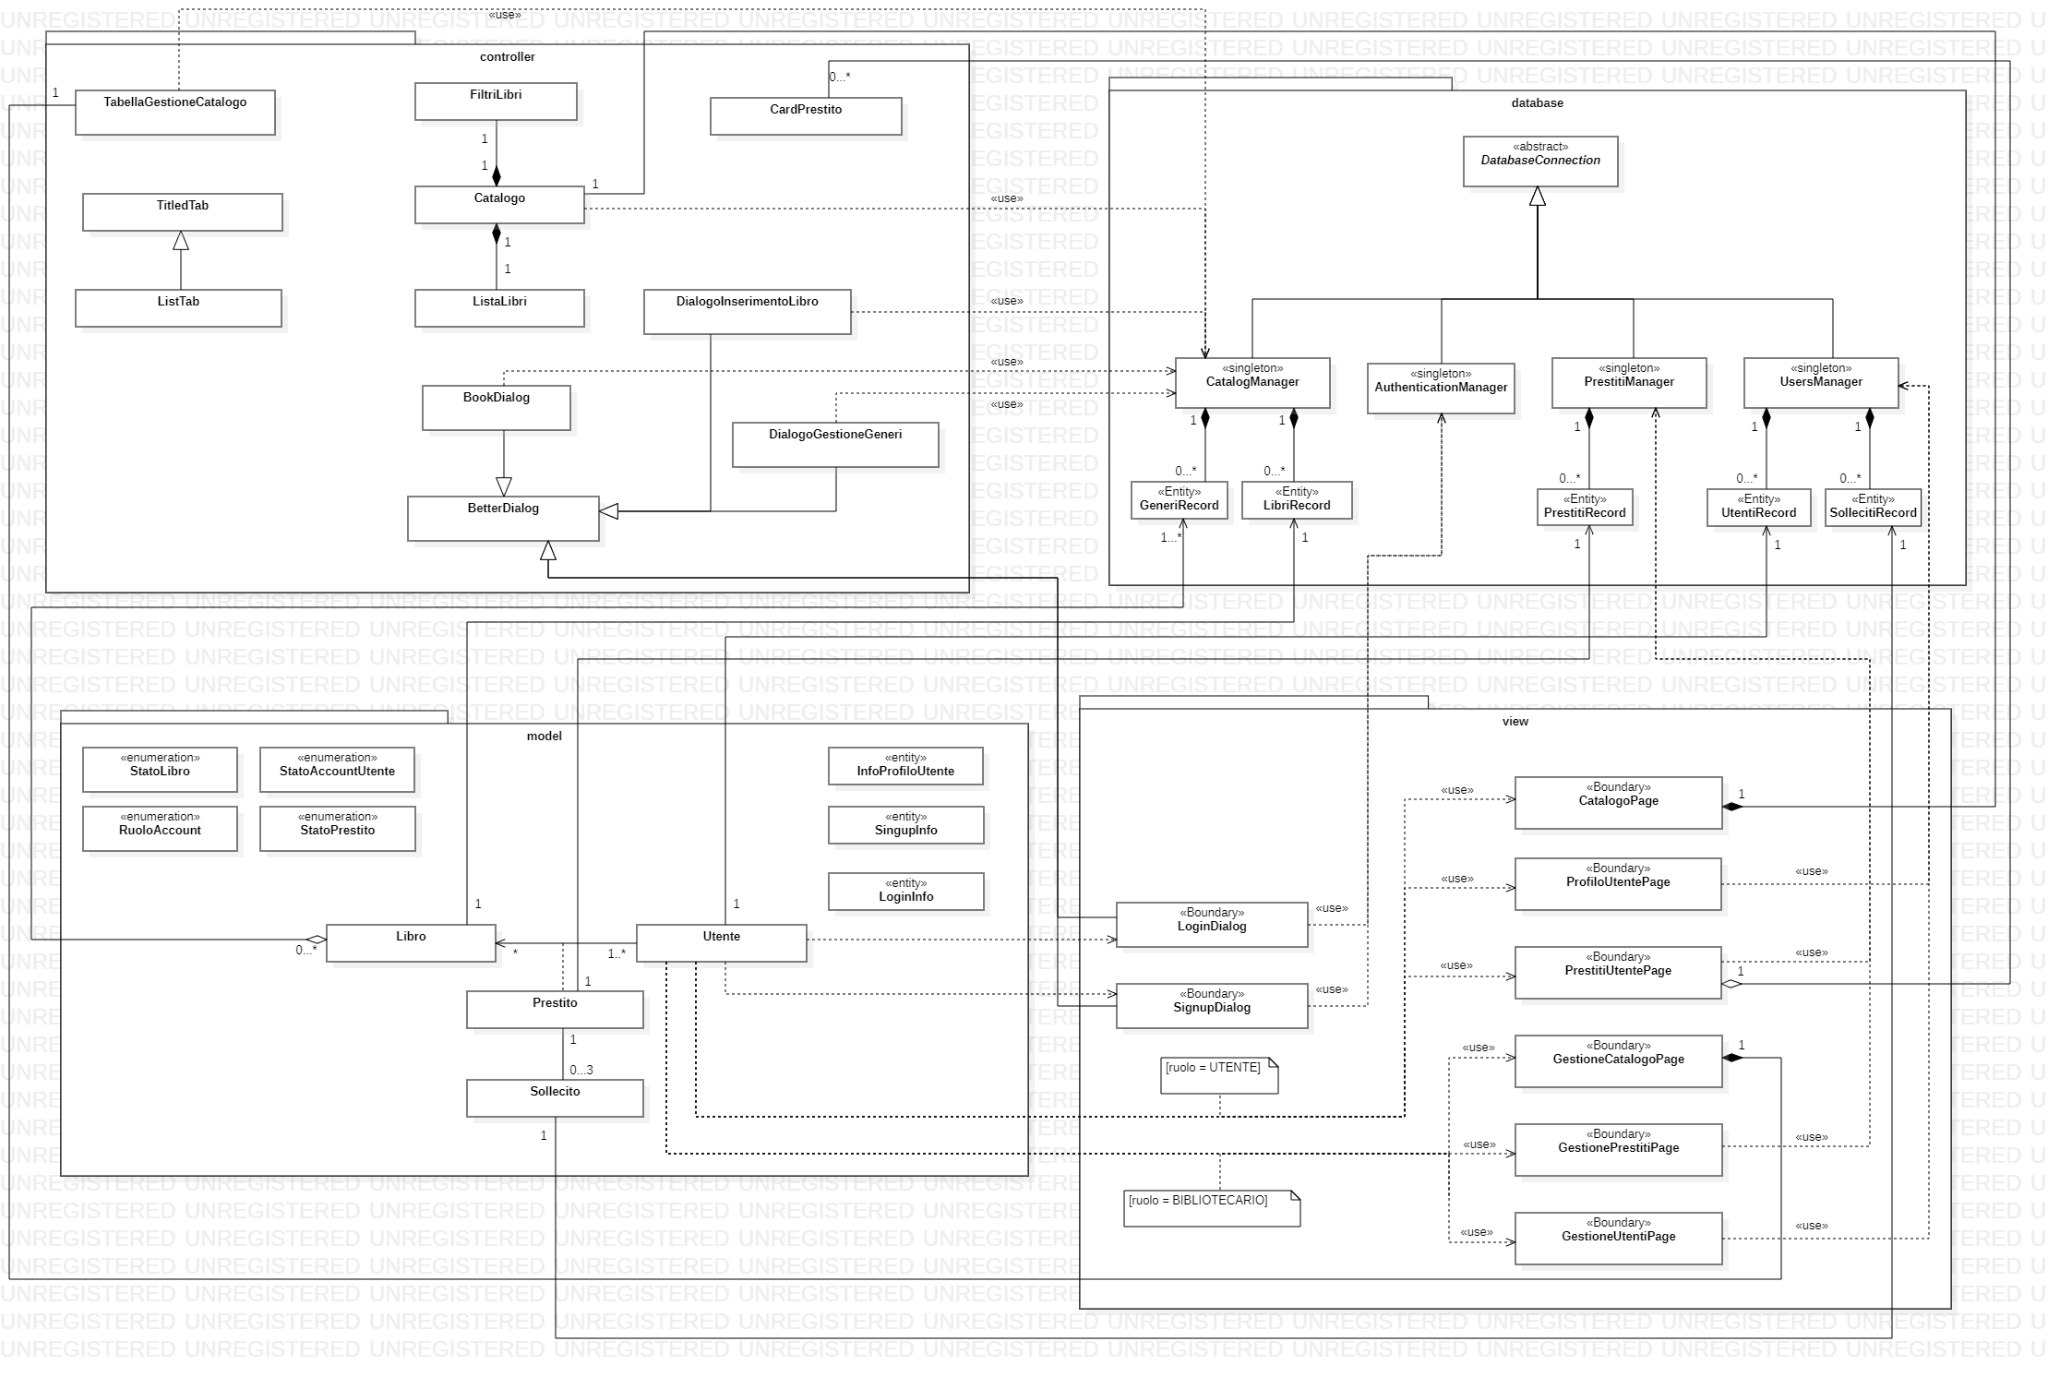 «use»
controller
1
TabellaGestioneCatalogo
FiltriLibri
0...*
CardPrestito
1
1
TitledTab
Catalogo
1
«use»
1
1
ListTab
ListaLibri
DialogoInserimentoLibro
«use»
«use»
BookDialog
«use»
DialogoGestioneGeneri
BetterDialog
database
«abstract»
DatabaseConnection
«singleton»
CatalogManager
«singleton»
AuthenticationManager
«singleton»
PrestitiManager
«singleton»
UsersManager
1
1
1
1
1
0...*
0...*
0...*
0...*
0...*
«Entity»
GeneriRecord
«Entity»
LibriRecord
«Entity»
PrestitiRecord
«Entity»
UtentiRecord
«Entity»
SollecitiRecord
1...*
1
1
1
1
model
«enumeration»
StatoLibro
«enumeration»
StatoAccountUtente
«entity»
InfoProfiloUtente
«enumeration»
RuoloAccount
«enumeration»
StatoPrestito
«entity»
SingupInfo
«entity»
LoginInfo
1
1
Libro
Utente
0...*
*
1..*
1
Prestito
1
0...3
Sollecito
1
view
«use»
«Boundary»
CatalogoPage
1
«use»
«Boundary»
ProfiloUtentePage
«use»
«Boundary»
LoginDialog
«use»
«use»
«Boundary»
PrestitiUtentePage
«use»
1
«Boundary»
SignupDialog
«use»
«use»
«Boundary»
GestioneCatalogoPage
1
[ruolo = UTENTE]
«use»
«Boundary»
GestionePrestitiPage
«use»
[ruolo = BIBLIOTECARIO]
«use»
«Boundary»
GestioneUtentiPage
«use»
UNREGISTERED